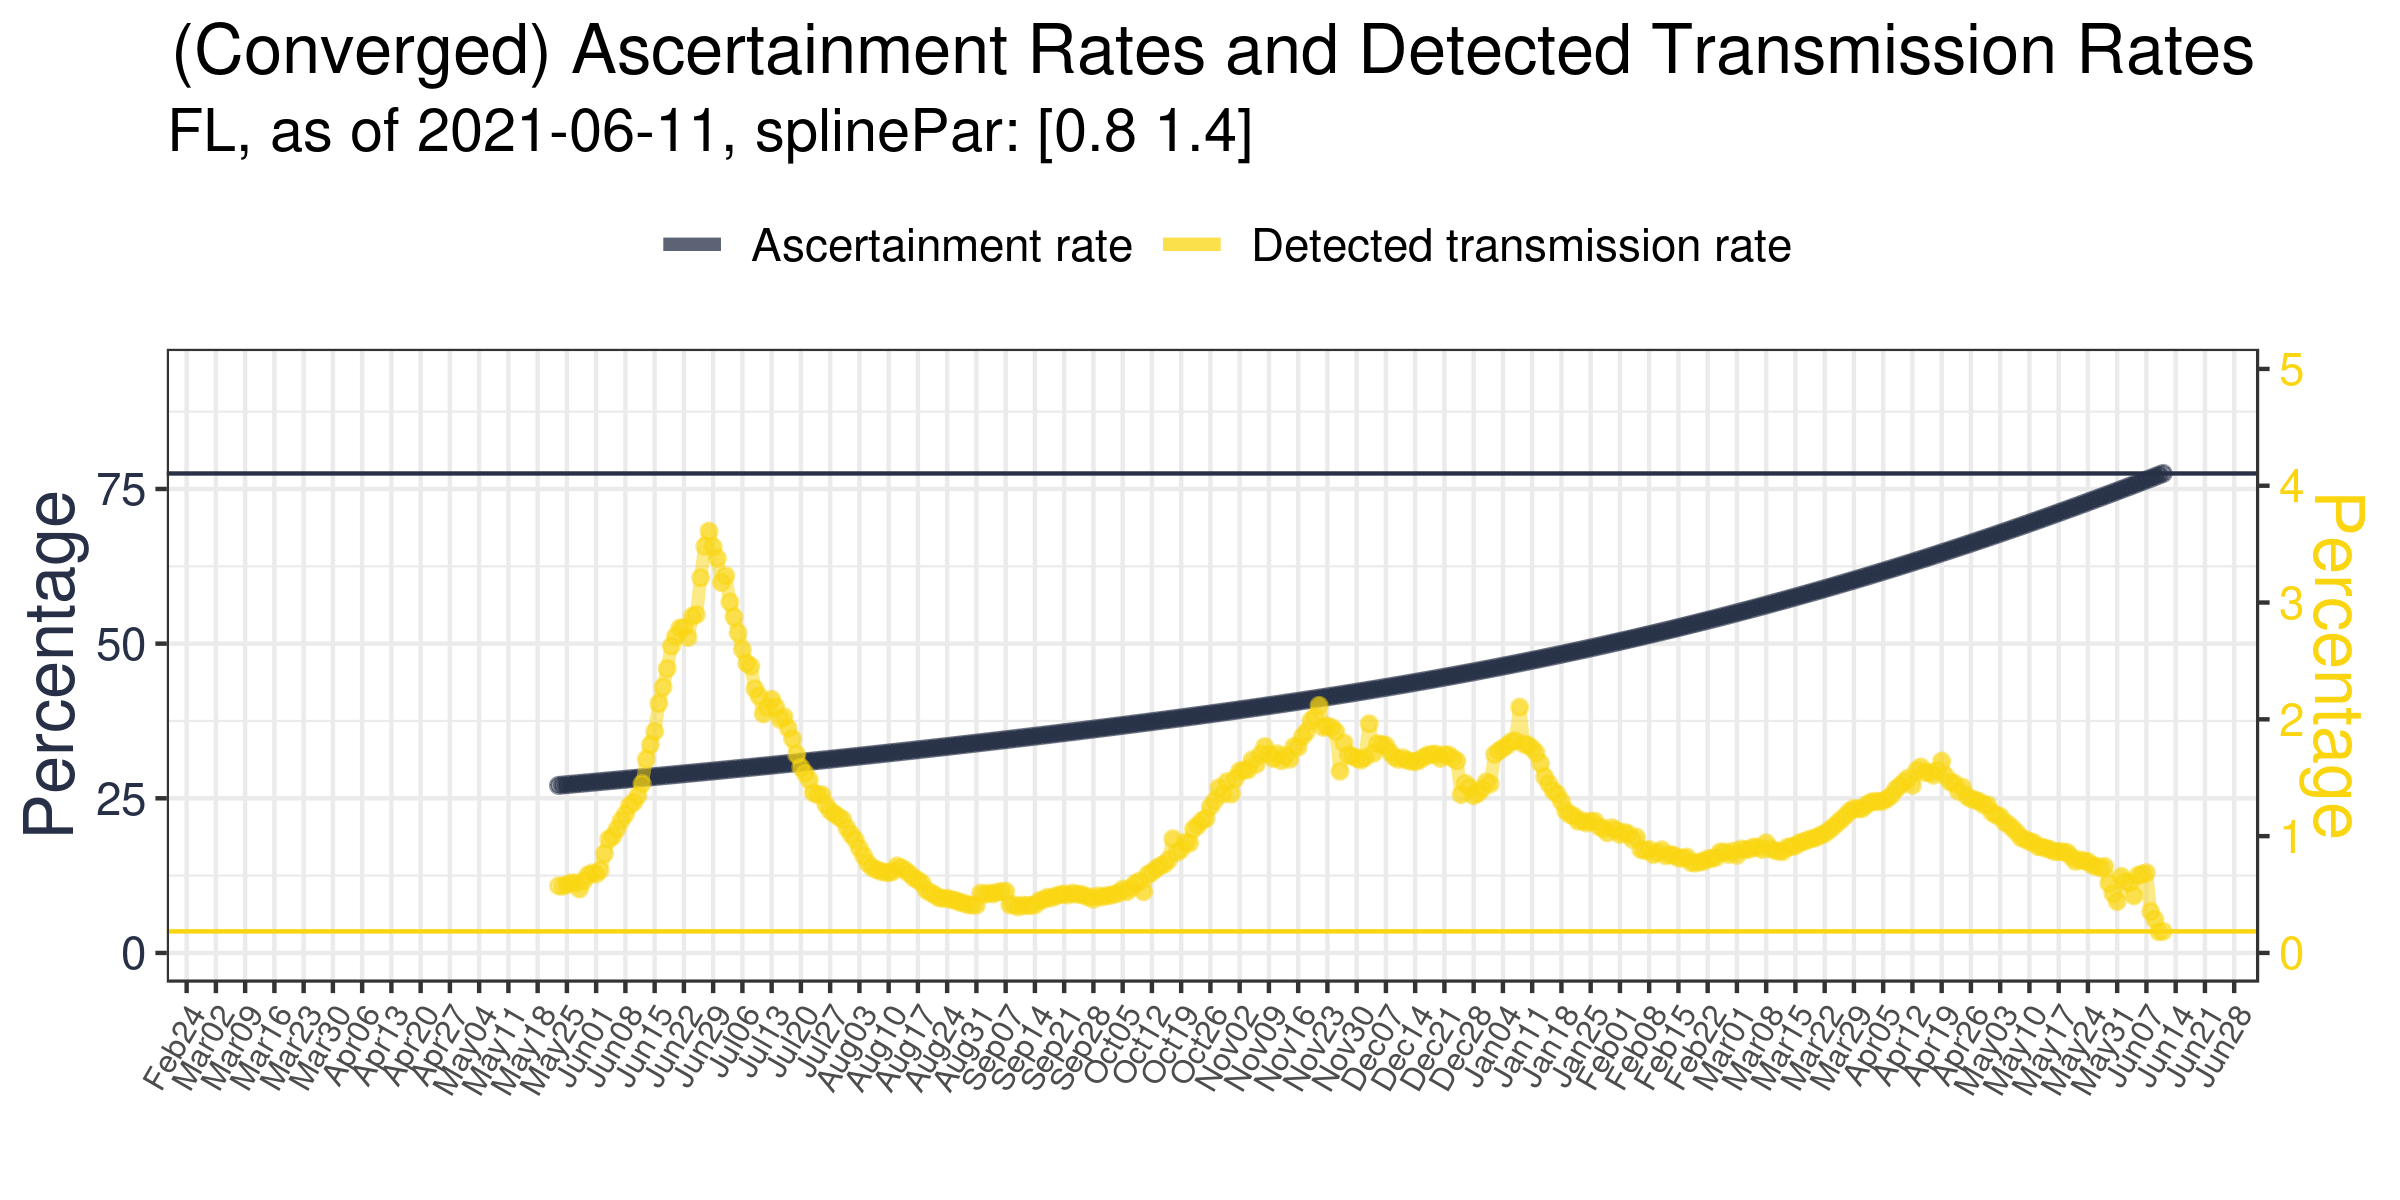 (Converged) Ascertainment Rates and Detected Transmission Rates
FL, as of 2021-06-11, splinePar: [0.8 1.4]
Ascertainment rate
Detected transmission rate
Percentage
75
50
25
0
5
4
3
2
1
0
Percentage
Feb24
Mar02
Mar09
Mar16
Mar23
Mar30
Apr06
Apr13
Apr20
Apr27
May04
May11
May18
May25
Jun01
Jun08
Jun15
Jun22
Jun29
Jul06
Jul13
Jul20
Jul27
Aug03
Aug10
Aug17
Aug24
Aug31
Sep07
Sep14
Sep21
Sep28
Oct05
Oct12
Oct19
Oct26
Nov02
Nov09
Nov16
Nov23
Nov30
Dec07
Dec14
Dec21
Dec28
Jan04
Jan11
Jan18
Jan25
Feb01
Feb08
Feb15
Feb22
Mar01
Mar08
Mar15
Mar22
Mar29
Apr05
Apr12
Apr19
Apr26
May03
May10
May17
May24
May31
Jun07
Jun14
Jun21
Jun28